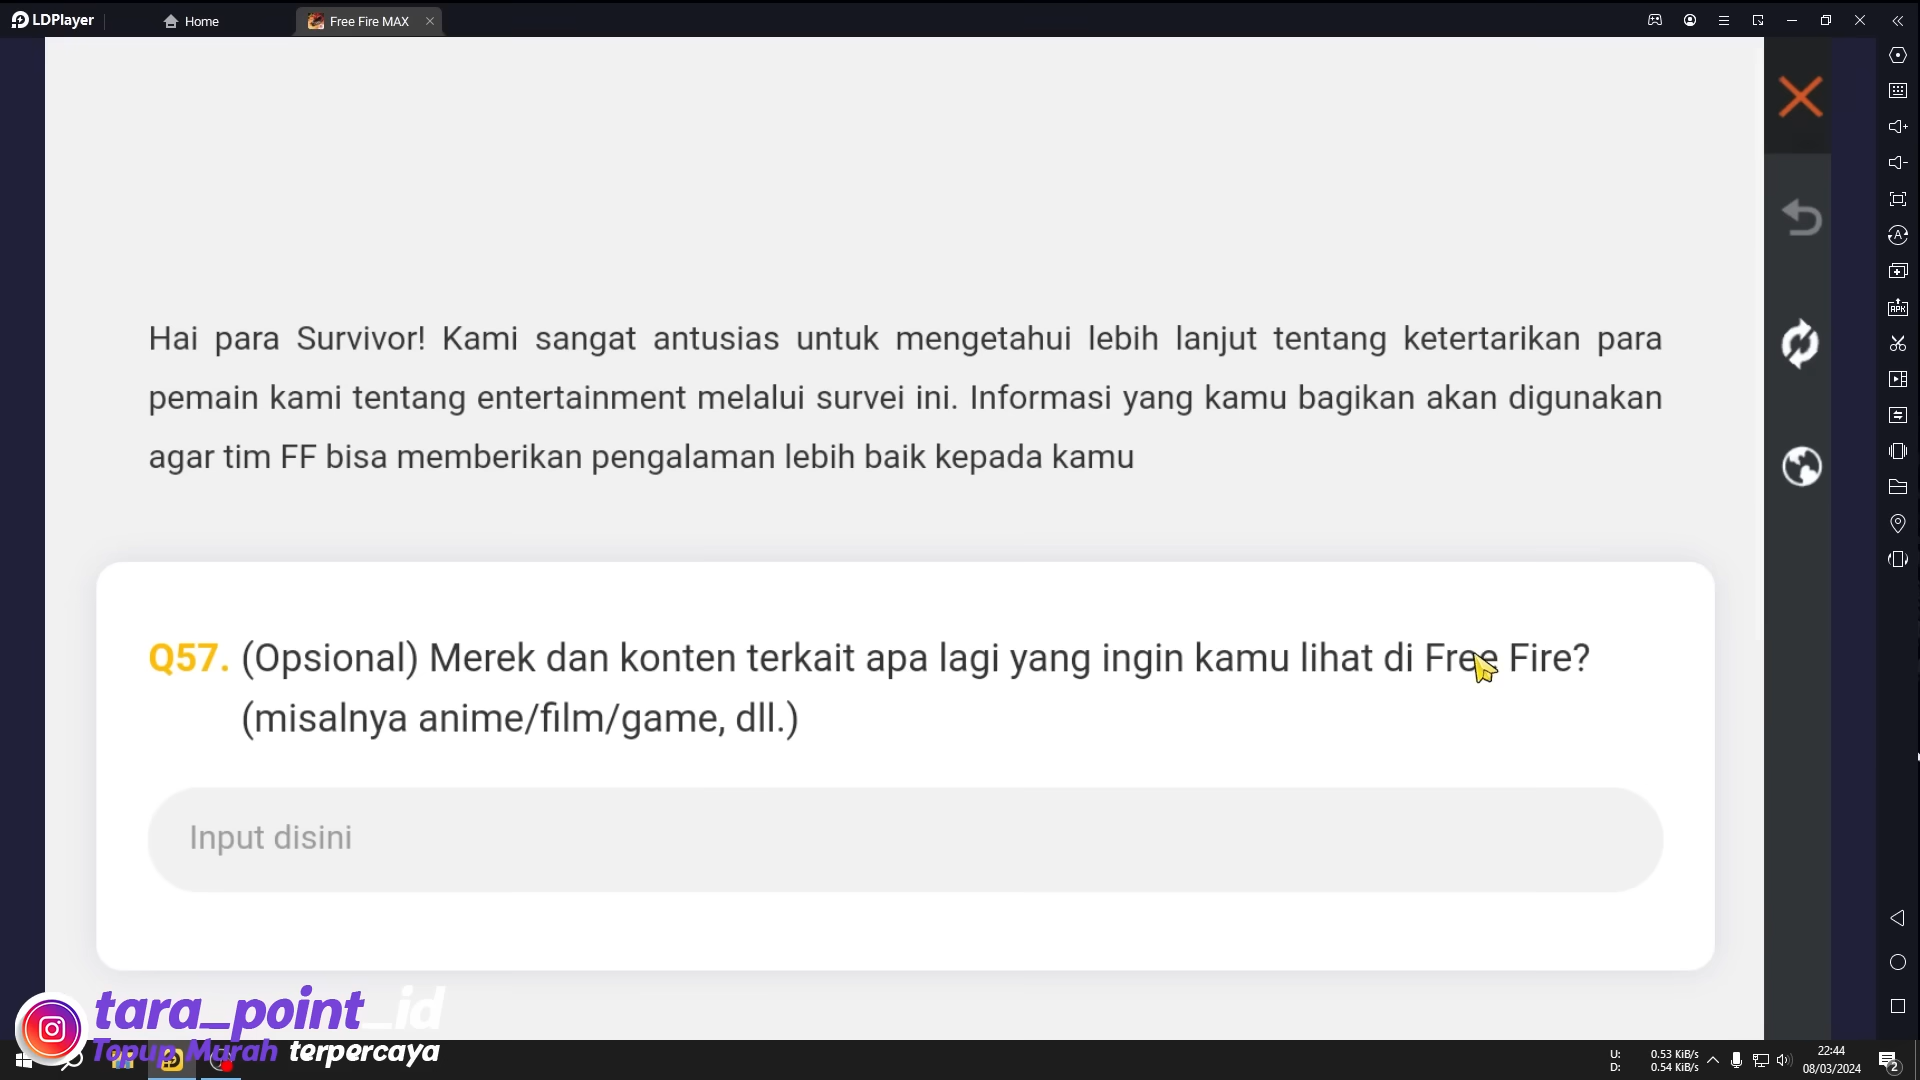 LDPlayer
Home
Free Fire MAX
Hai para Survivor! Kami sangat antusias untuk mengetahui lebih lanjut tentang ketertarikan para
pemain kami tentang entertainment melalui survei ini. Informasi yang kamu bagikan akan digunakan
agar tim FF bisa memberikan pengalaman lebih baik kepada kamu
Q57. (Opsional) Merek dan konten terkait apa lagi yang ingin kamu lihat di Free Fire?
(misalnya anime/film/game, dll.)
Input disini
tara_point_id
Topup Murah terpercaya
U: 0.53 KiB/s
D: 0.54 KiB/s
22:44
08/03/2024
2
APK
A